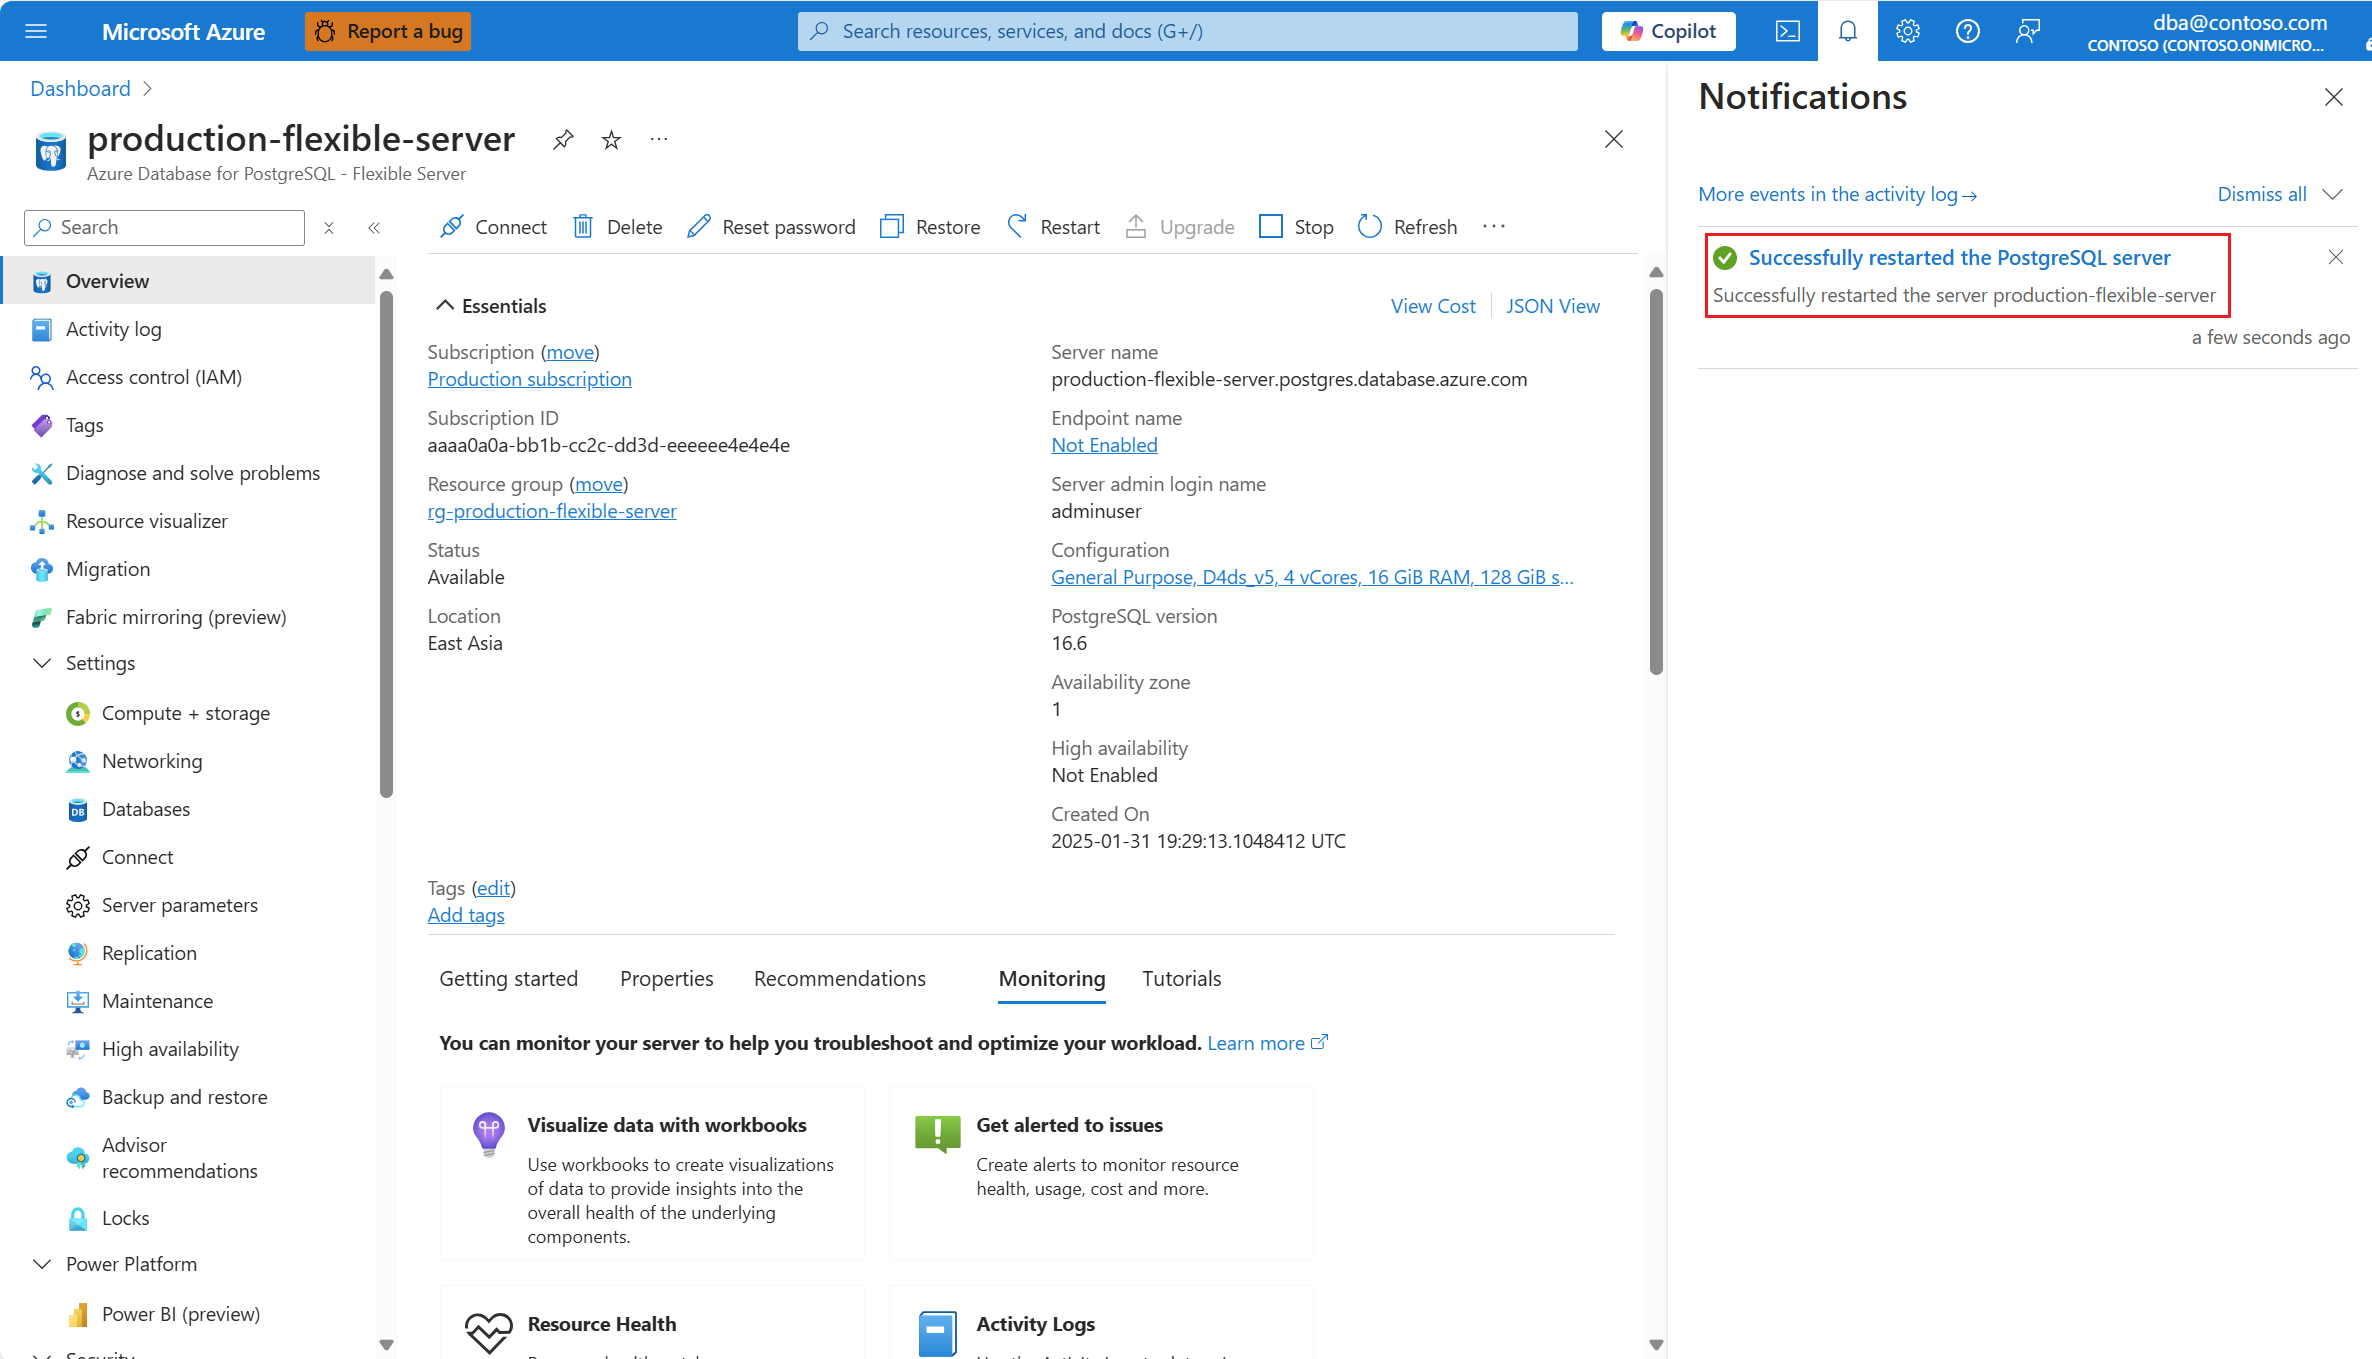 Microsoft Azure
Report a bug
Search resources, services, and docs (G+/)
Copilot
dba@contoso.com
CONTOSO (CONTOSO.ONMICRO...
Dashboard
production-flexible-server
...
Azure Database for PostgreSQL - Flexible Server
Search
Overview
Activity log
Access control (IAM)
Tags
Diagnose and solve problems
Resource visualizer
Migration
Fabric mirroring (preview)
Settings
Compute + storage
Networking
Databases
Connect
Server parameters
Replication
Maintenance
High availability
Backup and restore
Advisor
recommendations
Locks
Power Platform
Power BI (preview)
Security
Connect
Delete
Reset password
Restore
Restart
Upgrade
Stop
Refresh
...
Essentials
View Cost
JSON View
Subscription (move)
Production subscription
Subscription ID
aaaa0a0a-bb1b-cc2c-dd3d-eeeeee4e4e4e
Resource group (move)
rg-production-flexible-server
Status
Available
Location
East Asia
Server name
production-flexible-server.postgres.database.azure.com
Endpoint name
Not Enabled
Server admin login name
adminuser
Configuration
General Purpose, D4ds_v5, 4 vCores, 16 GiB RAM, 128 GiB s...
PostgreSQL version
16.6
Availability zone
1
High availability
Not Enabled
Created On
2025-01-31 19:29:13.1048412 UTC
Tags (edit)
Add tags
Getting started
Properties
Recommendations
Monitoring
Tutorials
You can monitor your server to help you troubleshoot and optimize your workload. Learn more
Visualize data with workbooks
Use workbooks to create visualizations
of data to provide insights into the
overall health of the underlying
components.
Get alerted to issues
Create alerts to monitor resource
health, usage, cost and more.
Resource Health
Activity Logs
Notifications
More events in the activity log→
Dismiss all
Successfully restarted the PostgreSQL server
Successfully restarted the server production-flexible-server
a few seconds ago